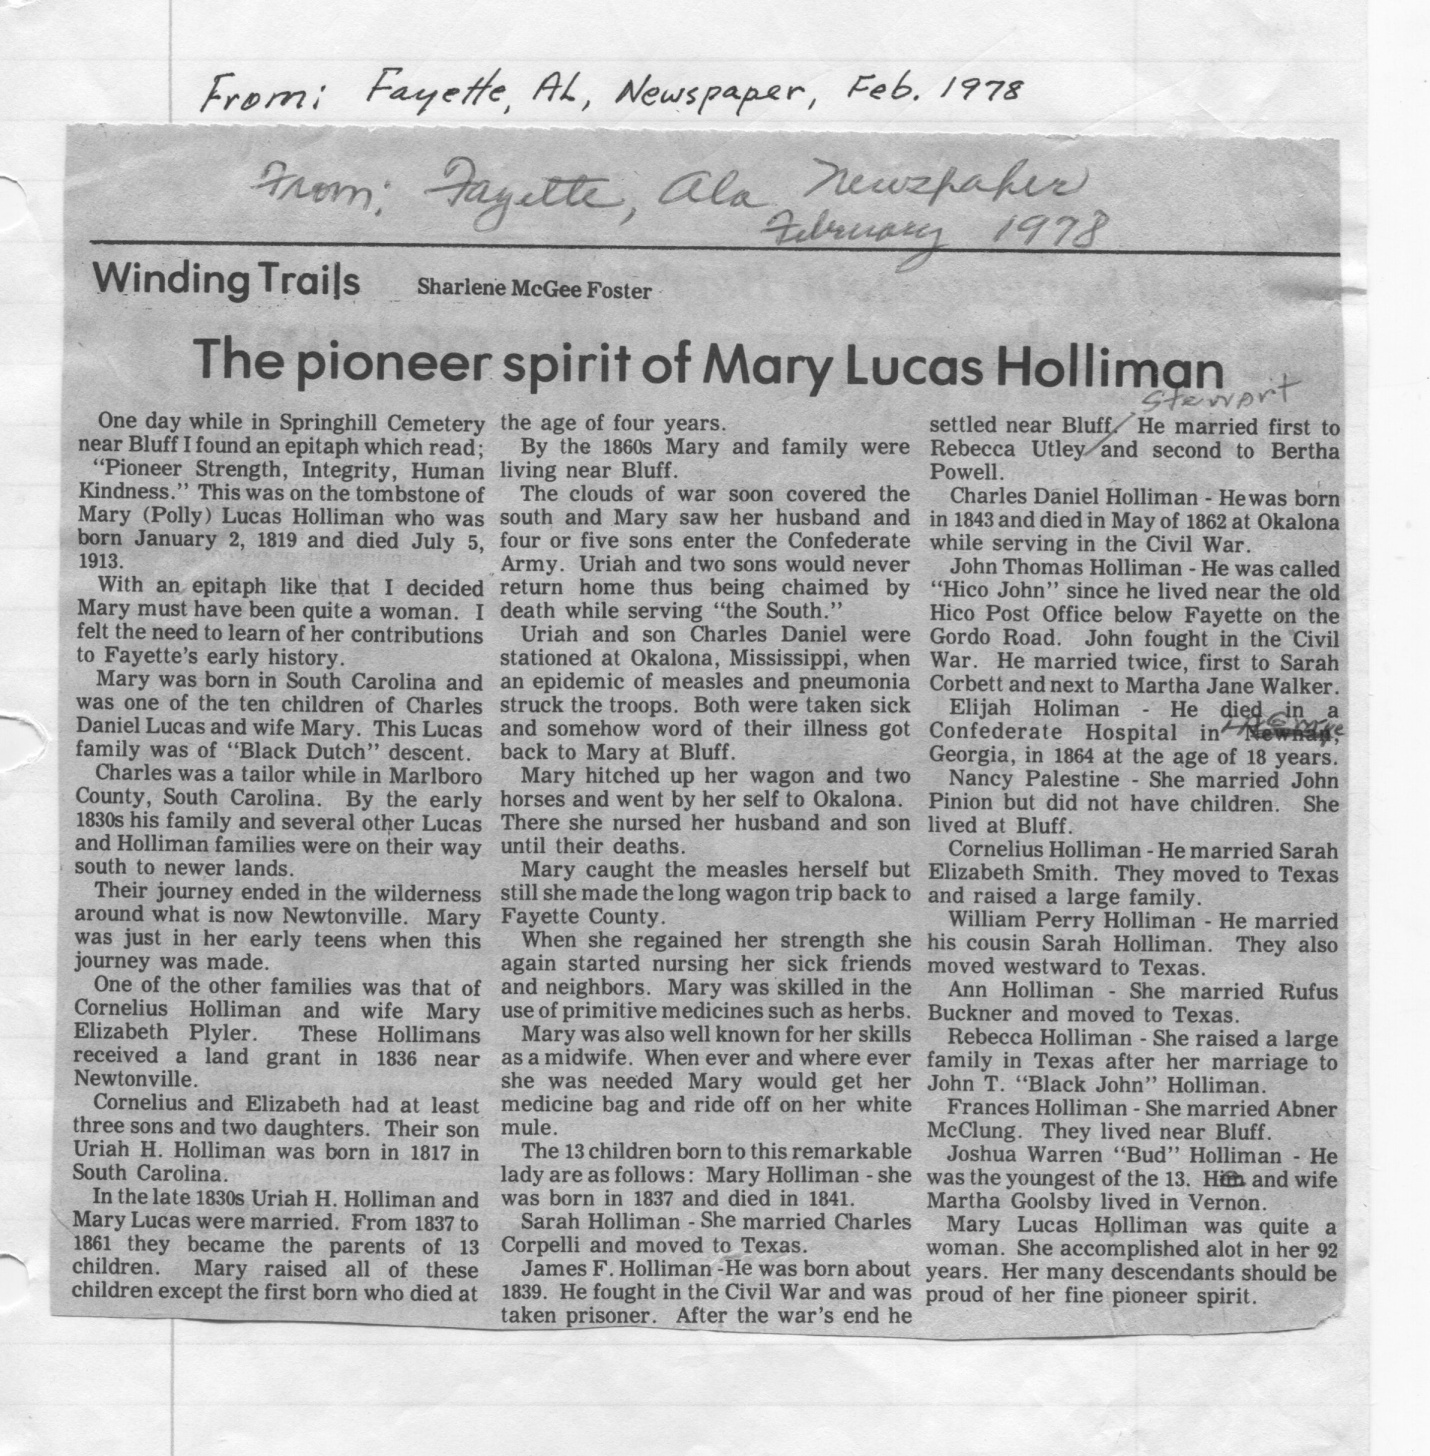 From: Fayette, AL, Newspaper, Feb. 1978
From: Fayette, Ala Newspaper
February 1978
Winding Trails Sharlene McGee Foster
The pioneer spirit of Mary Lucas Holliman
One day while in Springhill Cemetery
near Bluff I found an epitaph which read;
"Pioneer Strength, Integrity, Human
Kindness." This was on the tombstone of
Mary (Polly) Lucas Holliman who was
born January 2, 1819 and died July 5,
1913.
With an epitaph like that I decided
Mary must have been quite a woman. I
felt the need to learn of her contributions
to Fayette's early history.
Mary was born in South Carolina and
was one of the ten children of Charles
Daniel Lucas and wife Mary. This Lucas
family was of "Black Dutch" descent.
Charles was a tailor while in Marlboro
County, South Carolina. By the early
1830s his family and several other Lucas
and Holliman families were on their way
south to newer lands.
Their journey ended in the wilderness
around what is now Newtonville. Mary
was just in her early teens when this
journey was made.
One of the other families was that of
Cornelius Holliman and wife Mary
Elizabeth Plyler. These Hollimans
received a land grant in 1836 near
Newtonville.
Cornelius and Elizabeth had at least
three sons and two daughters. Their son
Uriah H. Holliman was born in 1817 in
South Carolina.
In the late 1830s Uriah H. Holliman and
Mary Lucas were married. From 1837 to
1861 they became the parents of 13
children. Mary raised all of these
children except the first born who died at
the age of four years.
By the 1860s Mary and family were
living near Bluff.
The clouds of war soon covered the
south and Mary saw her husband and
four or five sons enter the Confederate
Army. Uriah and two sons would never
return home thus being chaimed by
death while serving "the South."
Uriah and son Charles Daniel were
stationed at Okalona, Mississippi, when
an epidemic of measles and pneumonia
struck the troops. Both were taken sick
and somehow word of their illness got
back to Mary at Bluff.
Mary hitched up her wagon and two
horses and went by her self to Okalona.
There she nursed her husband and son
until their deaths.
Mary caught the measles herself but
still she made the long wagon trip back to
Fayette County.
When she regained her strength she
again started nursing her sick friends
and neighbors. Mary was skilled in the
use of primitive medicines such as herbs.
Mary was also well known for her skills
as a midwife. When ever and where ever
she was needed Mary would get her
medicine bag and ride off on her white
mule.
The 13 children born to this remarkable
lady are as follows: Mary Holliman - she
was born in 1837 and died in 1841.
Sarah Holliman - She married Charles
Corpelli and moved to Texas.
James F. Holliman -He was born about
1839. He fought in the Civil War and was
taken prisoner. After the war's end he
Stewart
settled near Bluff. He married first to
Rebecca Utley and second to Bertha
Powell.
Charles Daniel Holliman - He was born
in 1843 and died in May of 1862 at Okalona
while serving in the Civil War.
John Thomas Holliman - He was called
"Hico John" since he lived near the old
Hico Post Office below Fayette on the
Gordo Road. John fought in the Civil
War. He married twice, first to Sarah
Corbett and next to Martha Jane Walker.
Elijah Holiman - He died in a
Confederate Hospital in LaGrange
Georgia, in 1864 at the age of 18 years.
Nancy Palestine - She married John
Pinion but did not have children. She
lived at Bluff.
Cornelius Holliman - He married Sarah
Elizabeth Smith. They moved to Texas
and raised a large family.
William Perry Holliman - He married
his cousin Sarah Holliman. They also
moved westward to Texas.
Ann Holliman - She married Rufus
Buckner and moved to Texas.
Rebecca Holliman - She raised a large
family in Texas after her marriage to
John T. "Black John" Holliman.
Frances Holliman - She married Abner
McClung. They lived near Bluff.
Joshua Warren "Bud" Holliman - He
was the youngest of the 13. and wife
Martha Goolsby lived in Vernon.
Mary Lucas Holliman was quite a
woman. She accomplished alot in her 92
years. Her many descendants should be
proud of her fine pioneer spirit.